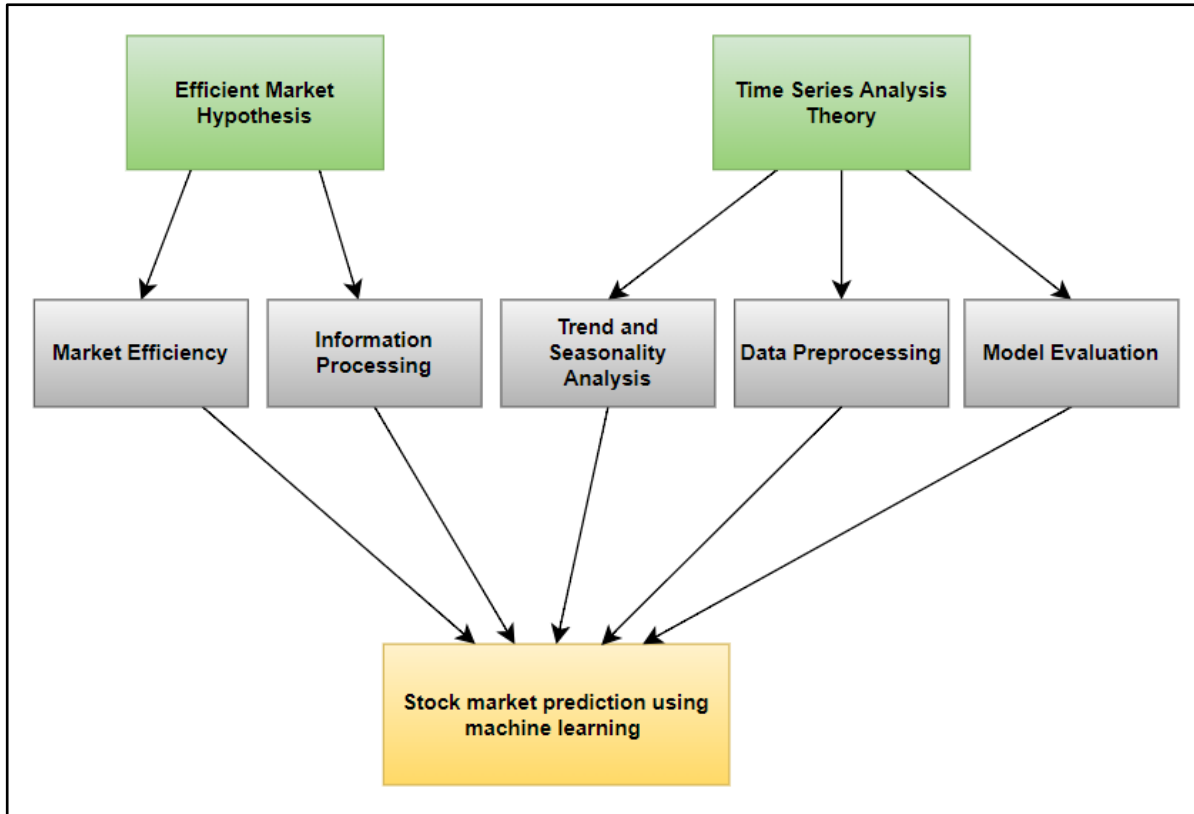 Efficient Market
Hypothesis
Time Series Analysis
Theory
Market Efficiency
Information
Processing
Trend and
Seasonality
Analysis
Data Preprocessing
Model Evaluation
Stock market prediction using
machine learning